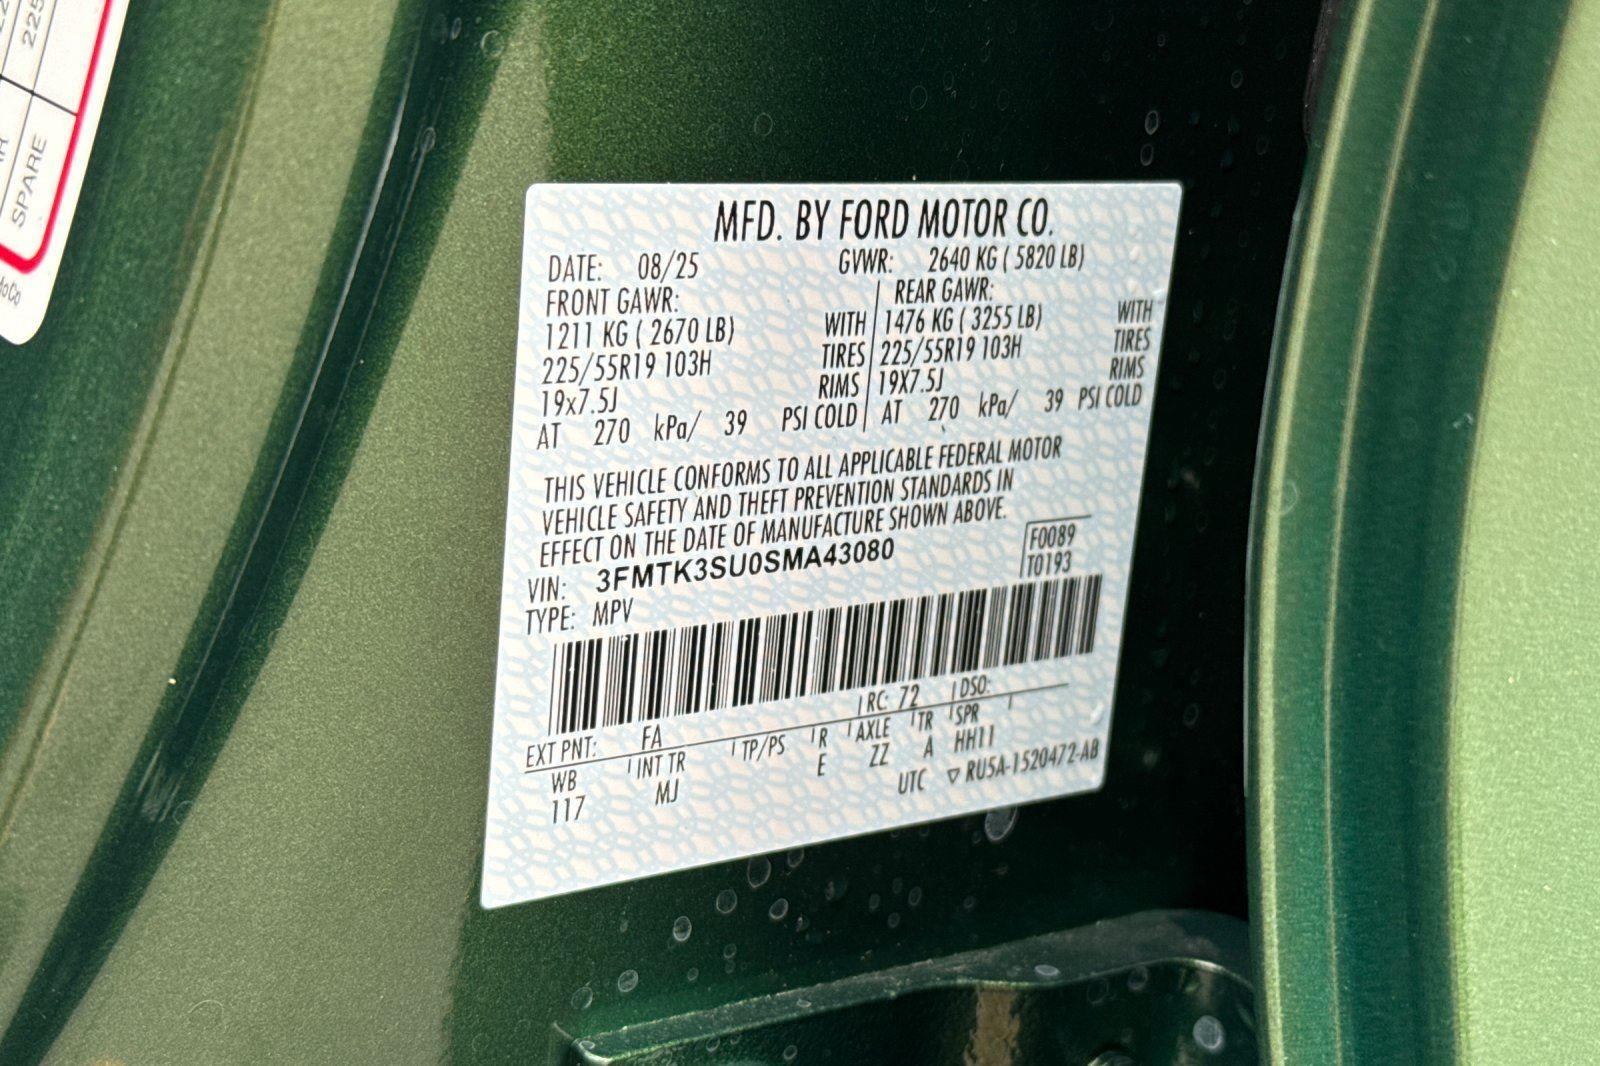 225
SPARE
MFD. BY FORD MOTOR CO.
DATE: 08/25 GVWR: 2640 KG ( 5820 LB)
FRONT GAWR: REAR GAWR:
1211 KG ( 2670 LB) WITH 1476 KG ( 3255 LB) WITH
225/55R19 103H TIRES 225/55R19 103H TIRES
19x7.5J RIMS 19X7.5J RIMS
AT 270 kPa/ 39 PSI COLD AT 270 kPa/ 39 PSI COLD
THIS VEHICLE CONFORMS TO ALL APPLICABLE FEDERAL MOTOR
VEHICLE SAFETY AND THEFT PREVENTION STANDARDS IN
EFFECT ON THE DATE OF MANUFACTURE SHOWN ABOVE.
VIN: 3FMTK3SU0SMA43080 F0089
TYPE: MPV T0193
EXT PNT: FA RC: 72 DSO:
WB INT TR TP/PS R AXLE TR SPR
117 MJ E ZZ A HH11
UTC ▽ RU5A-1520472-AB